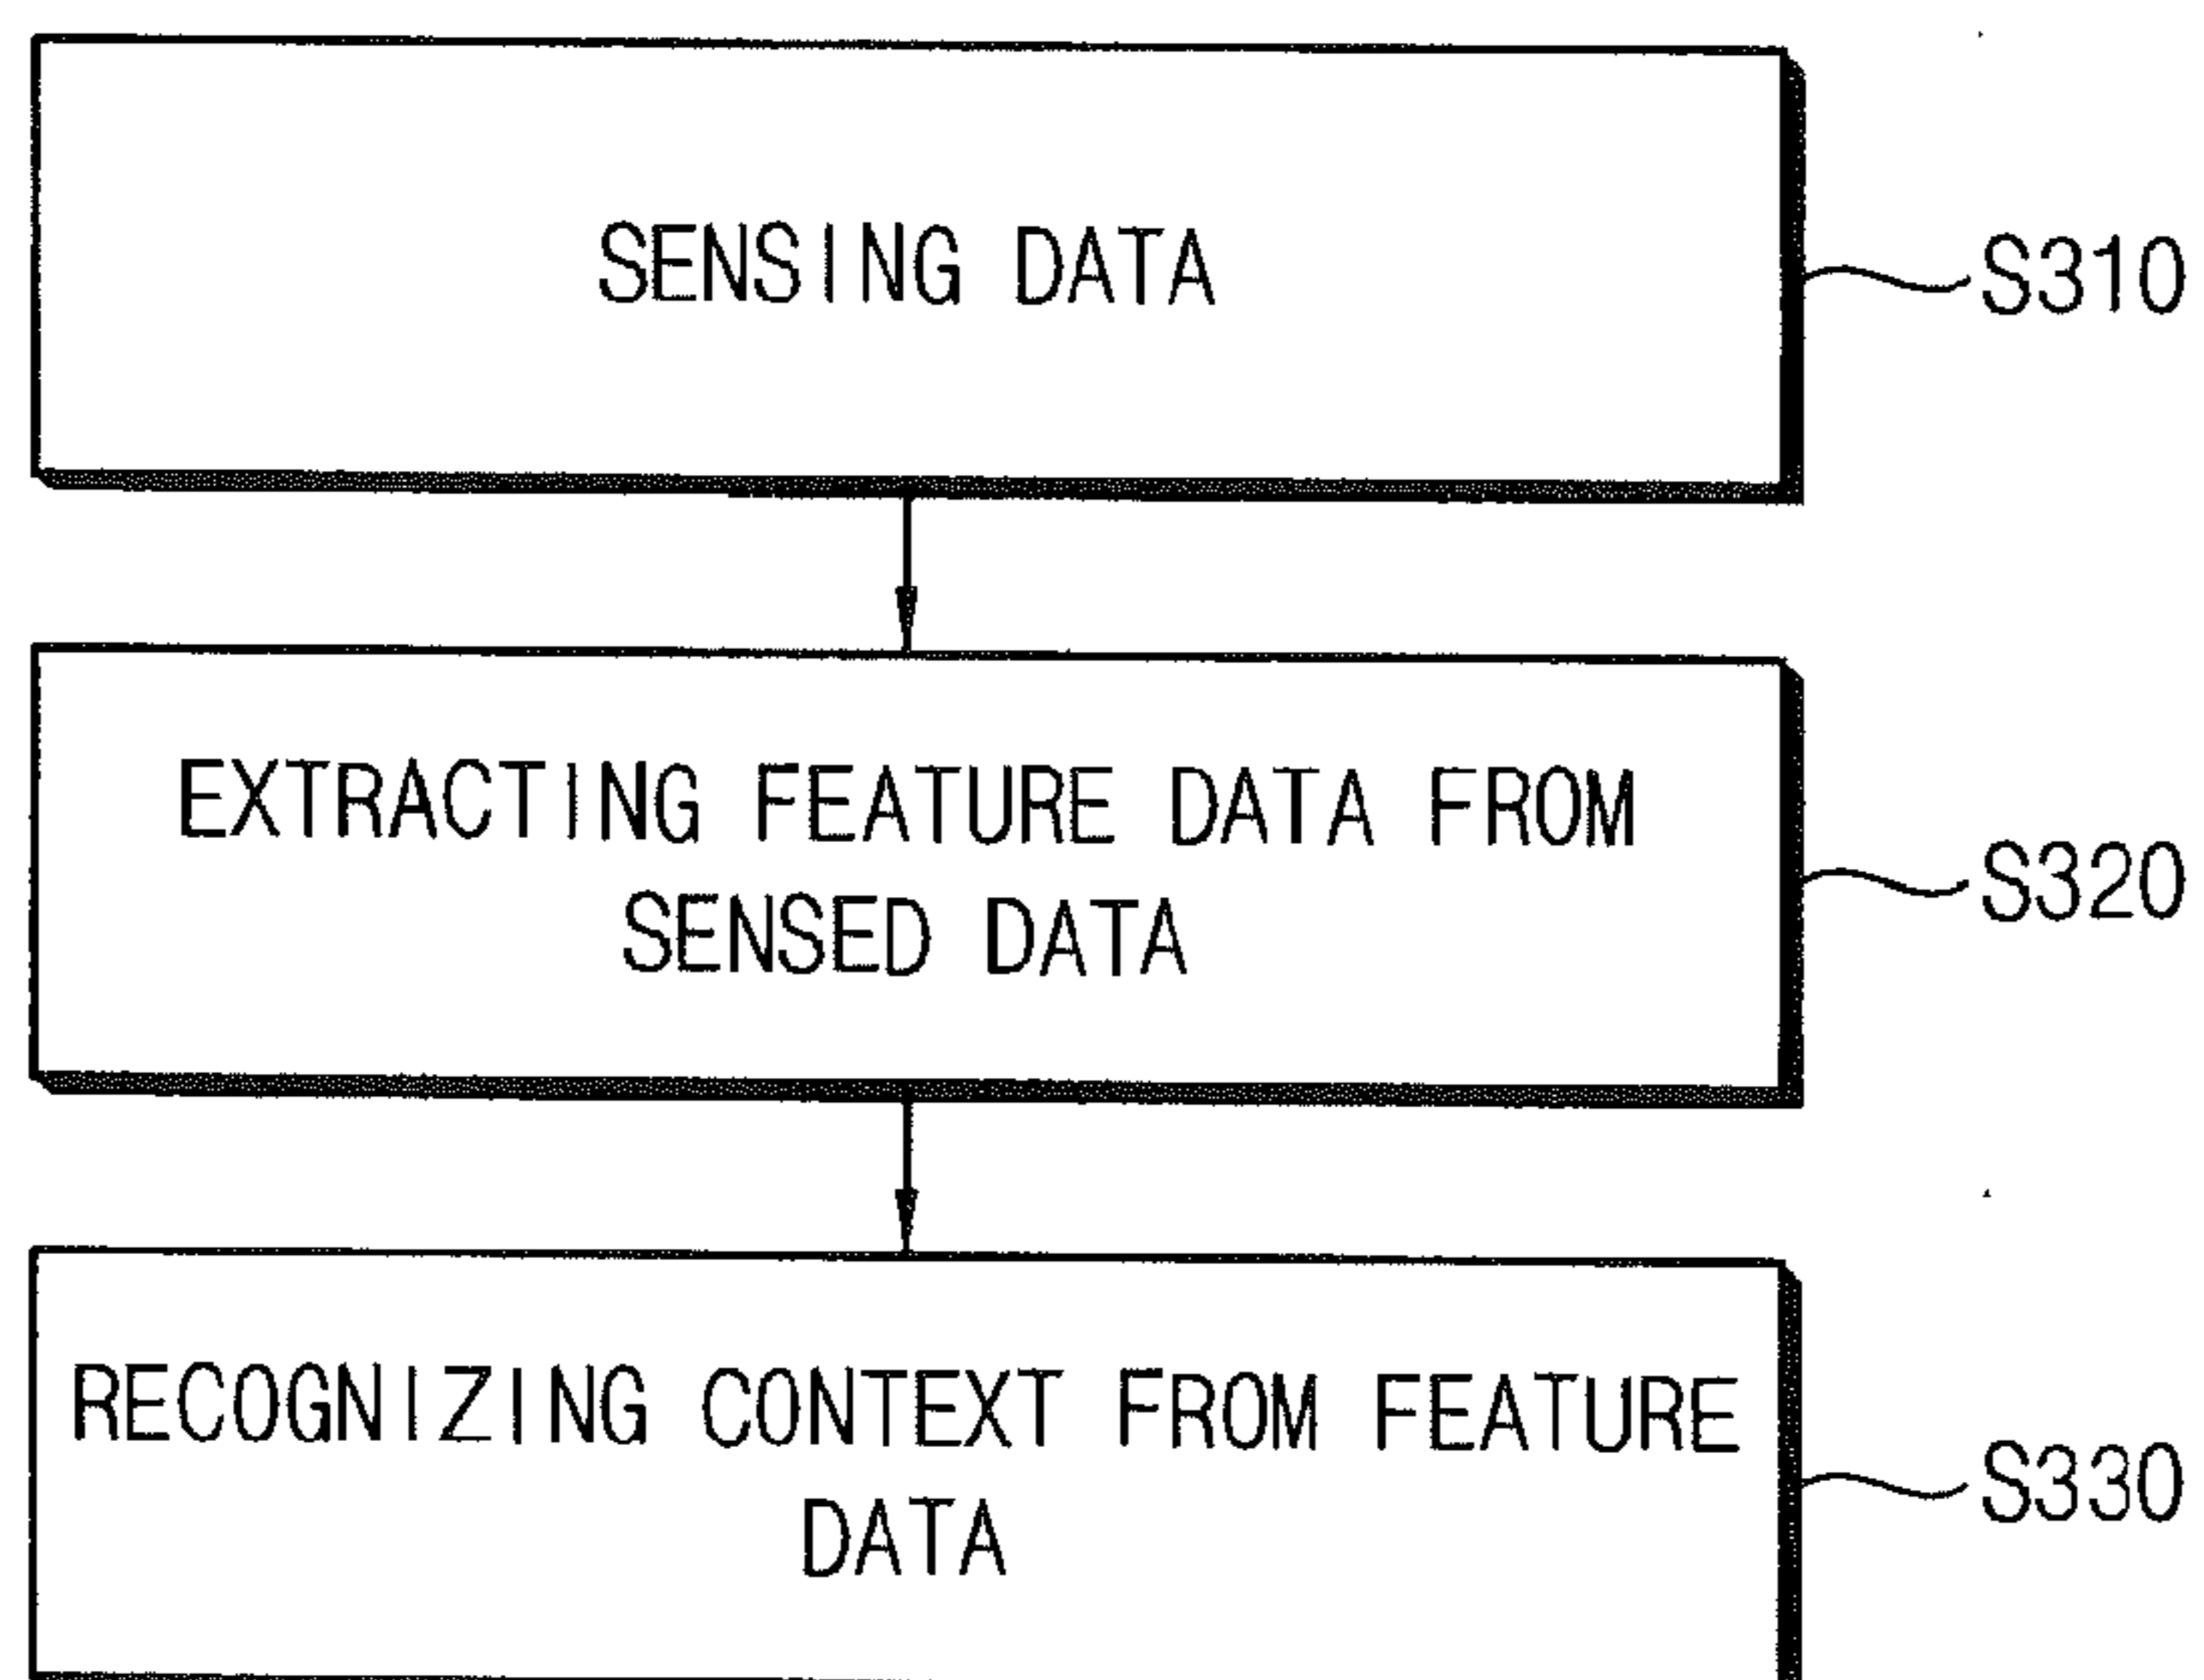 SENSING DATA
S310
EXTRACTING FEATURE DATA FROM
SENSED DATA
S320
RECOGNIZING CONTEXT FROM FEATURE
DATA
S330